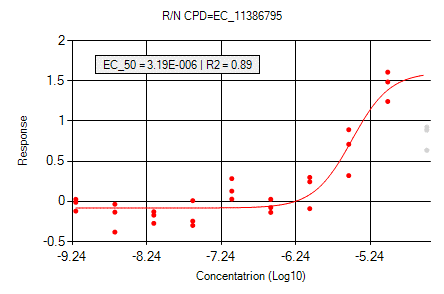 R/N CPD=EC_11386795
EC_50 = 3.19E-006 | R2 = 0.89
Response
2
1.5
1
0.5
0
-0.5
-9.24 -8.24 -7.24 -6.24 -5.24
Concentatrion (Log10)